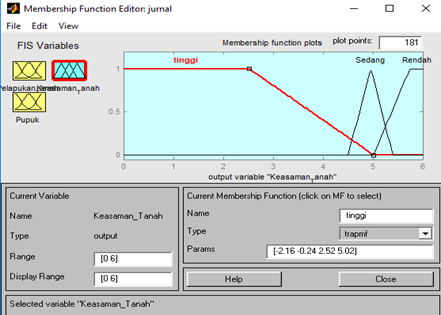 Membership Function Editor: jurnal
File Edit View
FIS Variables
Membership function plots plot points: 181
Keasaman_Tanah
Pupuk
tinggi Sedang Rendah
1
0.5
0
0 1 2 3 4 5 6
output variable "Keasaman_Tanah"
Current Variable
Name Keasaman_Tanah
Type output
Range [0 6]
Display Range [0 6]
Current Membership Function (click on MF to select)
Name tinggi
Type trapmf
Params [-2.16 -0.24 2.52 5.02]
Help Close
Selected variable "Keasaman_Tanah"